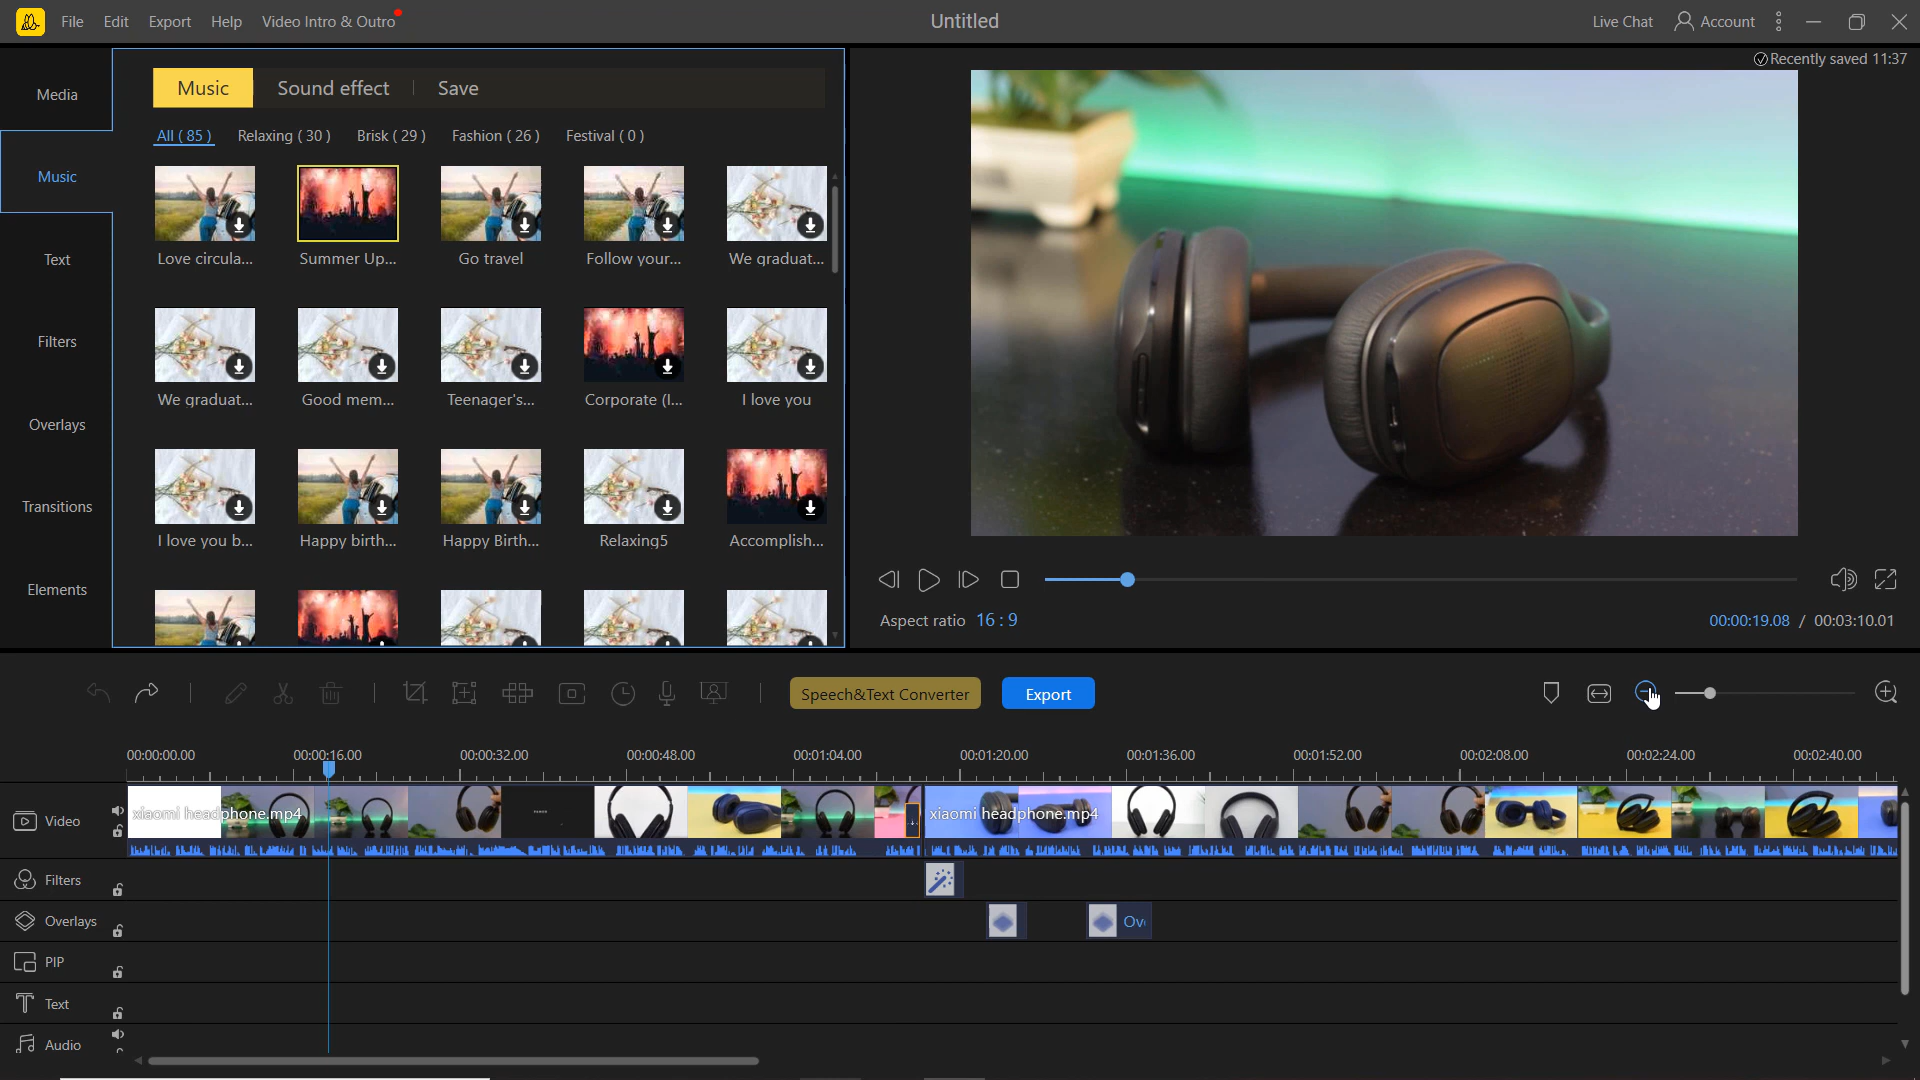 File Edit Export Help Video Intro & Outro Untitled Live Chat Account
Recently saved 11:37
Media
Music
Text
Filters
Overlays
Transitions
Elements
Music Sound effect Save
All ( 85 ) Relaxing ( 30 ) Brisk ( 29 ) Fashion ( 26 ) Festival ( 0 )
Love circula... Summer Up... Go travel Follow your... We graduat...
We graduat... Good mem... Teenager's... Corporate (I... I love you
I love you b... Happy birth... Happy Birth... Relaxing5 Accomplish...
Aspect ratio 16 : 9 00:00:19.08 / 00:03:10.01
Speech&Text Converter Export
00:00:00.00 00:00:16.00 00:00:32.00 00:00:48.00 00:01:04.00 00:01:20.00 00:01:36.00 00:01:52.00 00:02:08.00 00:02:24.00 00:02:40.00
Video xiaomi headphone.mp4 xiaomi headphone.mp4
Filters
Overlays Ov
PIP
Text
Audio